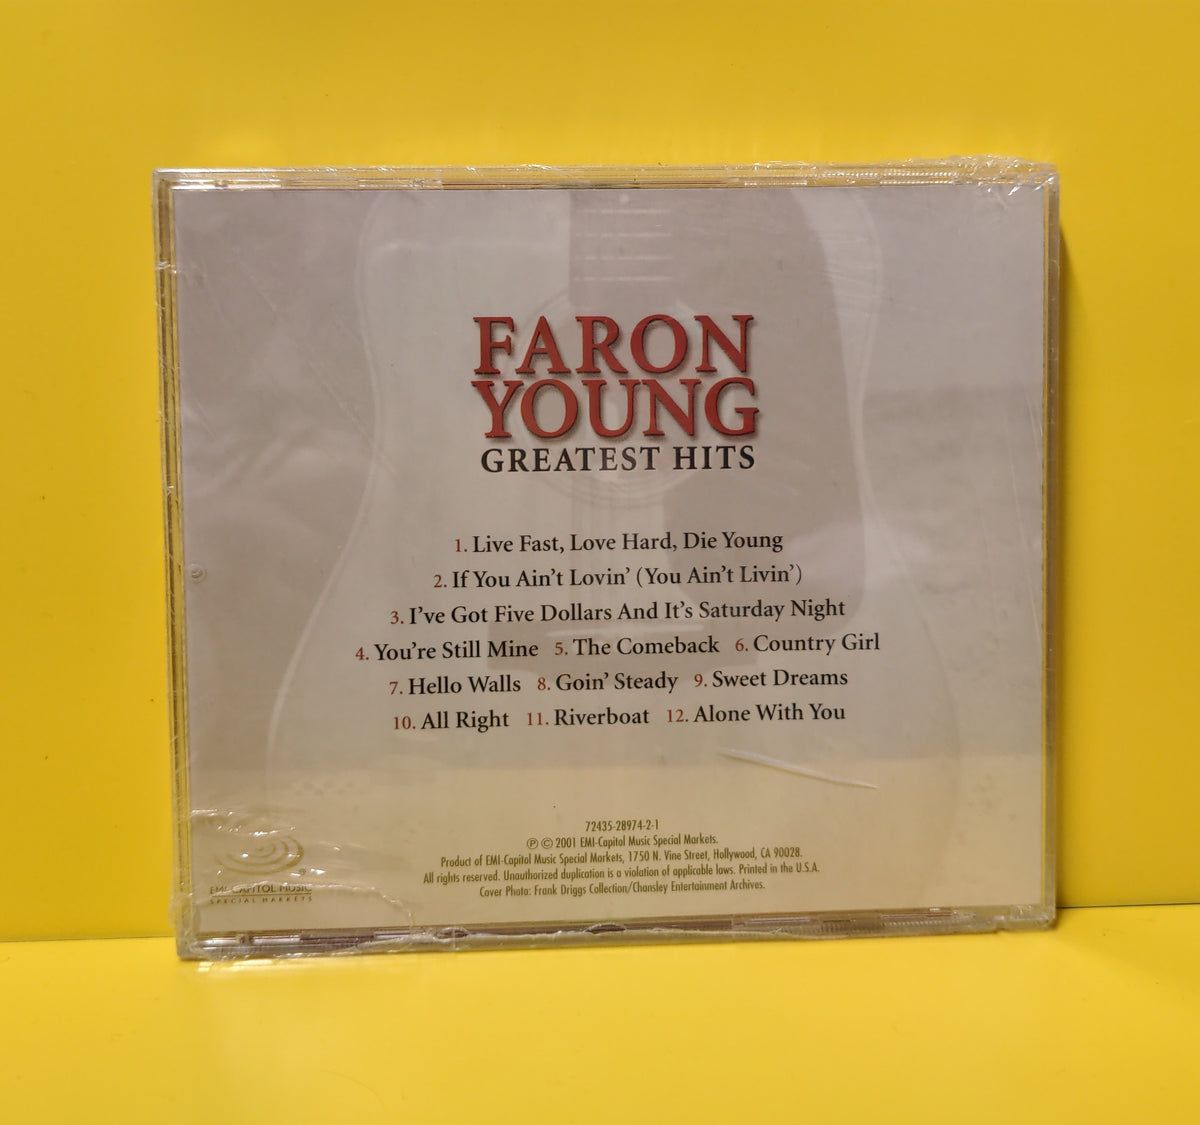 FARON
YOUNG
GREATEST HITS
1. Live Fast, Love Hard, Die Young
2. If You Ain't Lovin' (You Ain't Livin')
3. I've Got Five Dollars And It's Saturday Night
4. You're Still Mine 5. The Comeback 6. Country Girl
7. Hello Walls 8. Goin' Steady 9. Sweet Dreams
10. All Right 11. Riverboat 12. Alone With You
72435-28974-2-1
℗ © 2001 EMI-Capitol Music Special Markets.
Product of EMI-Capitol Music Special Markets, 1750 N. Vine Street, Hollywood, CA 90028.
All rights reserved. Unauthorized duplication is a violation of applicable laws. Printed in the U.S.A.
Cover Photo: Frank Driggs Collection/Chansley Entertainment Archives.
EMI-CAPITOL MUSIC
SPECIAL MARKETS